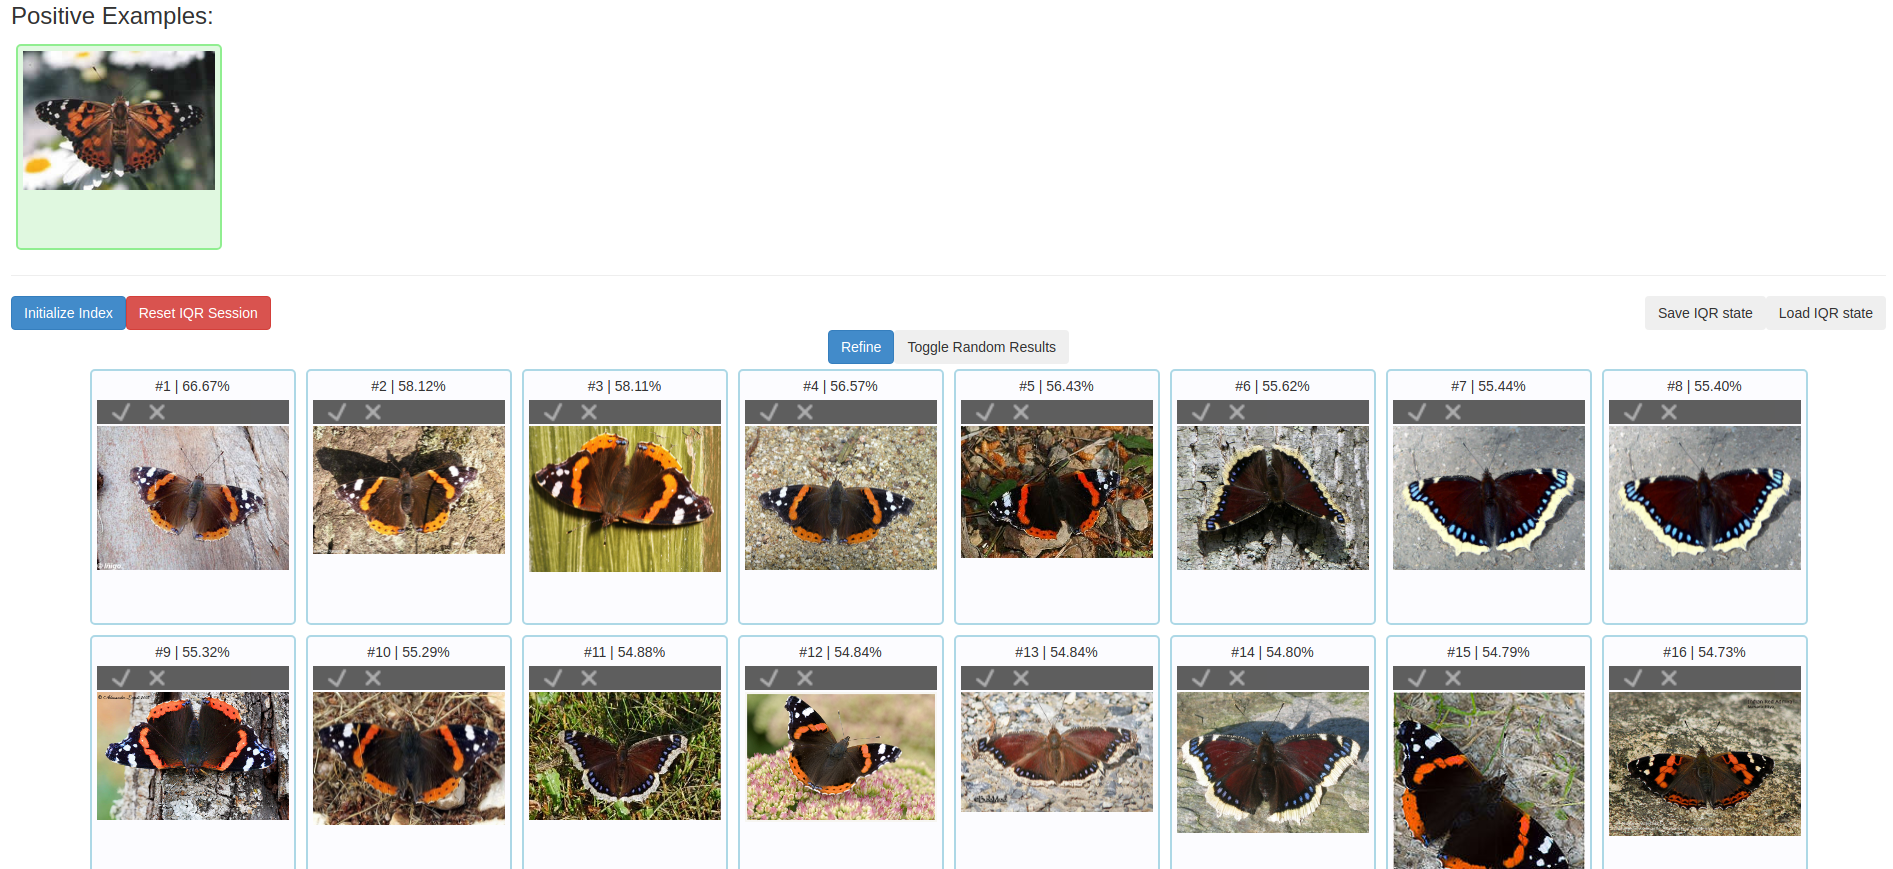 Positive Examples:
Initialize Index
Reset IQR Session
Save IQR state
Load IQR state
Refine
Toggle Random Results
#1 | 66.67%
#2 | 58.12%
#3 | 58.11%
#4 | 56.57%
#5 | 56.43%
#6 | 55.62%
#7 | 55.44%
#8 | 55.40%
#9 | 55.32%
#10 | 55.29%
#11 | 54.88%
#12 | 54.84%
#13 | 54.84%
#14 | 54.80%
#15 | 54.79%
#16 | 54.73%